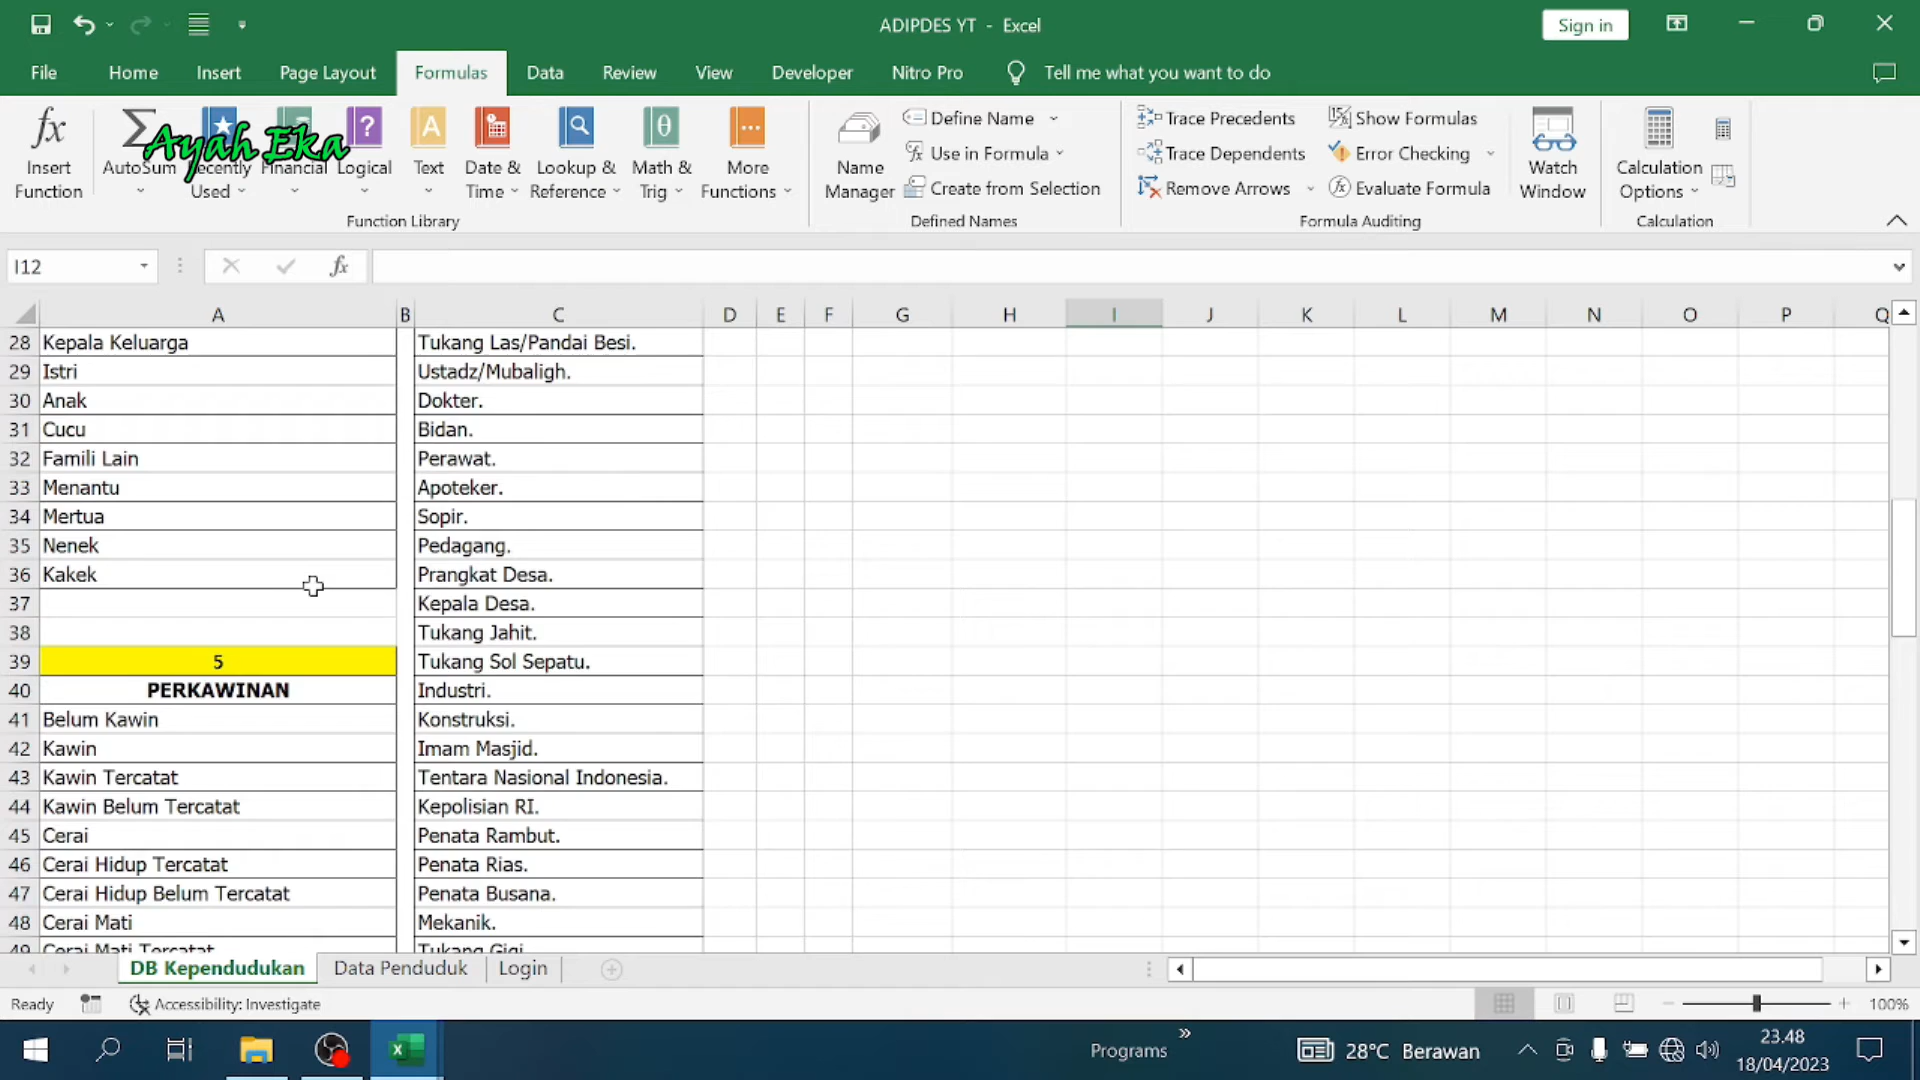 ADIPDES YT - Excel
Sign in
File Home Insert Page Layout Formulas Data Review View Developer Nitro Pro Tell me what you want to do
Ayah Eka
Insert Function
AutoSum
Recently Used
Financial
Logical
Text
Date & Time
Lookup & Reference
Math & Trig
More Functions
Function Library
Name Manager
Define Name
Use in Formula
Create from Selection
Defined Names
Trace Precedents
Trace Dependents
Remove Arrows
Show Formulas
Error Checking
Evaluate Formula
Formula Auditing
Watch Window
Calculation Options
Calculation
I12
fx
A B C D E F G H I J K L M N O P Q
28 Kepala Keluarga Tukang Las/Pandai Besi.
29 Istri Ustadz/Mubaligh.
30 Anak Dokter.
31 Cucu Bidan.
32 Famili Lain Perawat.
33 Menantu Apoteker.
34 Mertua Sopir.
35 Nenek Pedagang.
36 Kakek Prangkat Desa.
37 Kepala Desa.
38 Tukang Jahit.
39 5 Tukang Sol Sepatu.
40 PERKAWINAN Industri.
41 Belum Kawin Konstruksi.
42 Kawin Imam Masjid.
43 Kawin Tercatat Tentara Nasional Indonesia.
44 Kawin Belum Tercatat Kepolisian RI.
45 Cerai Penata Rambut.
46 Cerai Hidup Tercatat Penata Rias.
47 Cerai Hidup Belum Tercatat Penata Busana.
48 Cerai Mati Mekanik.
49 Cerai Mati Tercatat Tukang Gigi
DB Kependudukan Data Penduduk Login
Ready Accessibility: Investigate 100%
Programs 28°C Berawan 23.48
18/04/2023